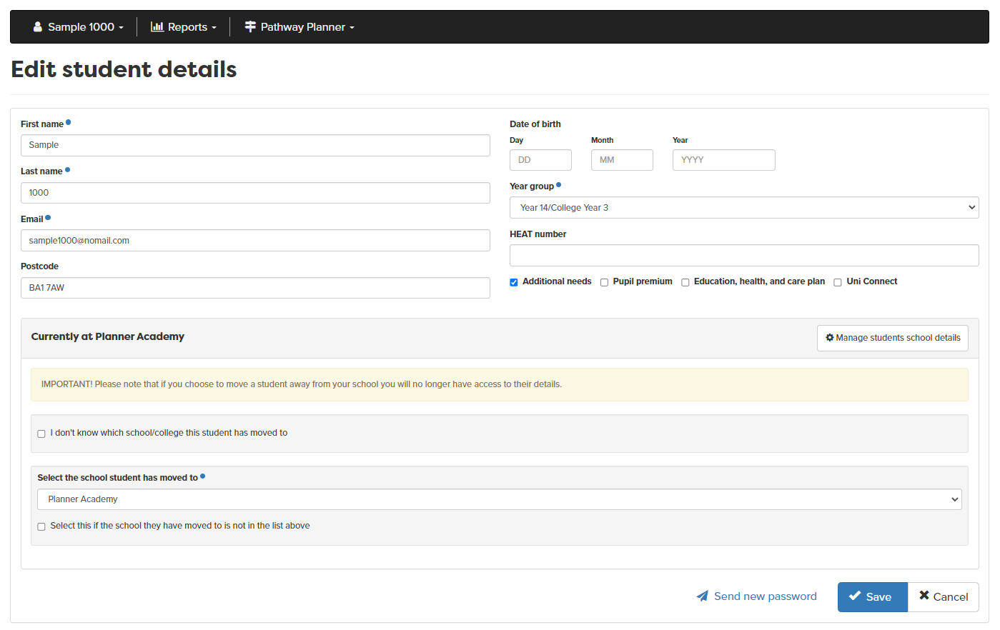 Sample 1000
Reports
Pathway Planner
Edit student details
First name
Sample
Last name
1000
Email
sample1000@nomail.com
Postcode
BA1 7AW
Date of birth
Day Month Year
DD MM YYYY
Year group
Year 14/College Year 3
HEAT number
Additional needs Pupil premium Education, health, and care plan Uni Connect
Currently at Planner Academy
Manage students school details
IMPORTANT! Please note that if you choose to move a student away from your school you will no longer have access to their details.
I don't know which school/college this student has moved to
Select the school student has moved to
Planner Academy
Select this if the school they have moved to is not in the list above
Send new password
Save
Cancel